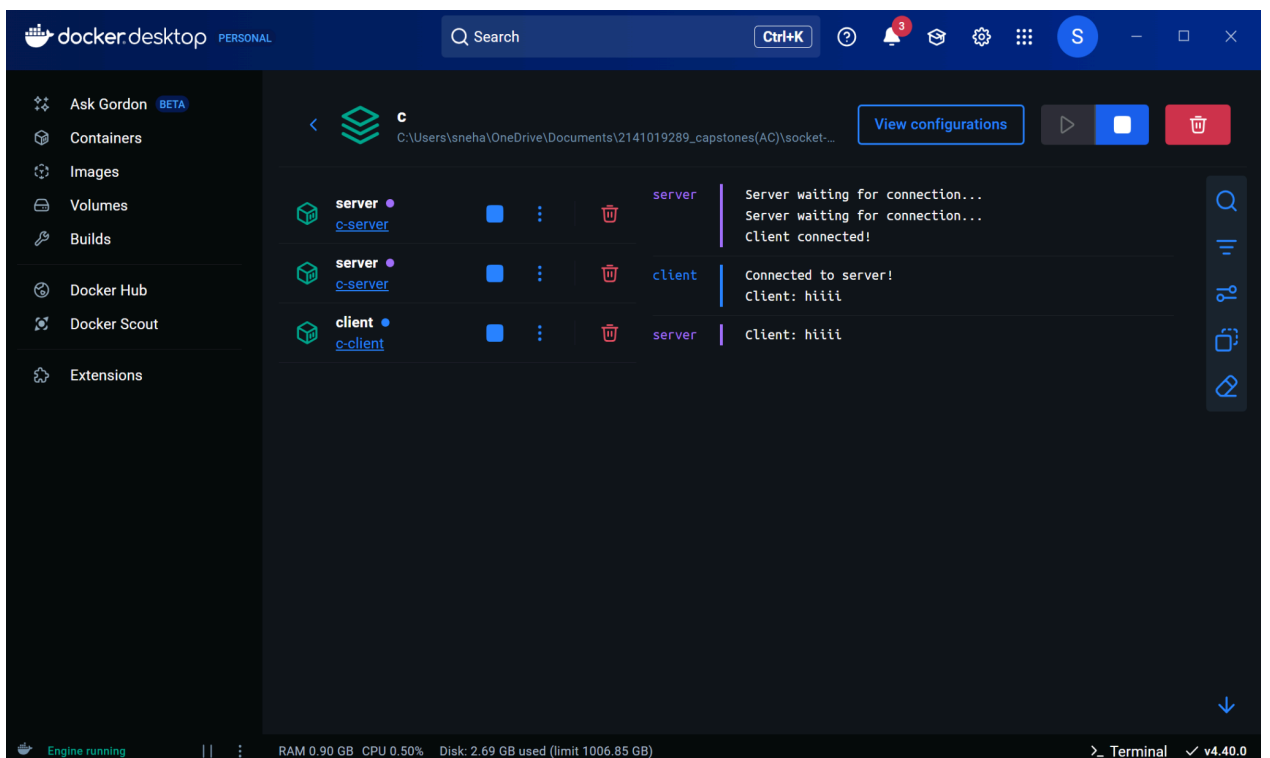 docker.desktop PERSONAL
Search
Ctrl+K
3
S
Ask Gordon BETA
Containers
Images
Volumes
Builds
Docker Hub
Docker Scout
Extensions
c
C:\Users\sneha\OneDrive\Documents\2141019289_capstones(AC)\socket-...
View configurations
server
c-server
server
c-server
client
c-client
server
Server waiting for connection...
Server waiting for connection...
Client connected!
client
Connected to server!
Client: hiiii
server
Client: hiiii
Engine running
RAM 0.90 GB CPU 0.50% Disk: 2.69 GB used (limit 1006.85 GB)
>_ Terminal
v4.40.0